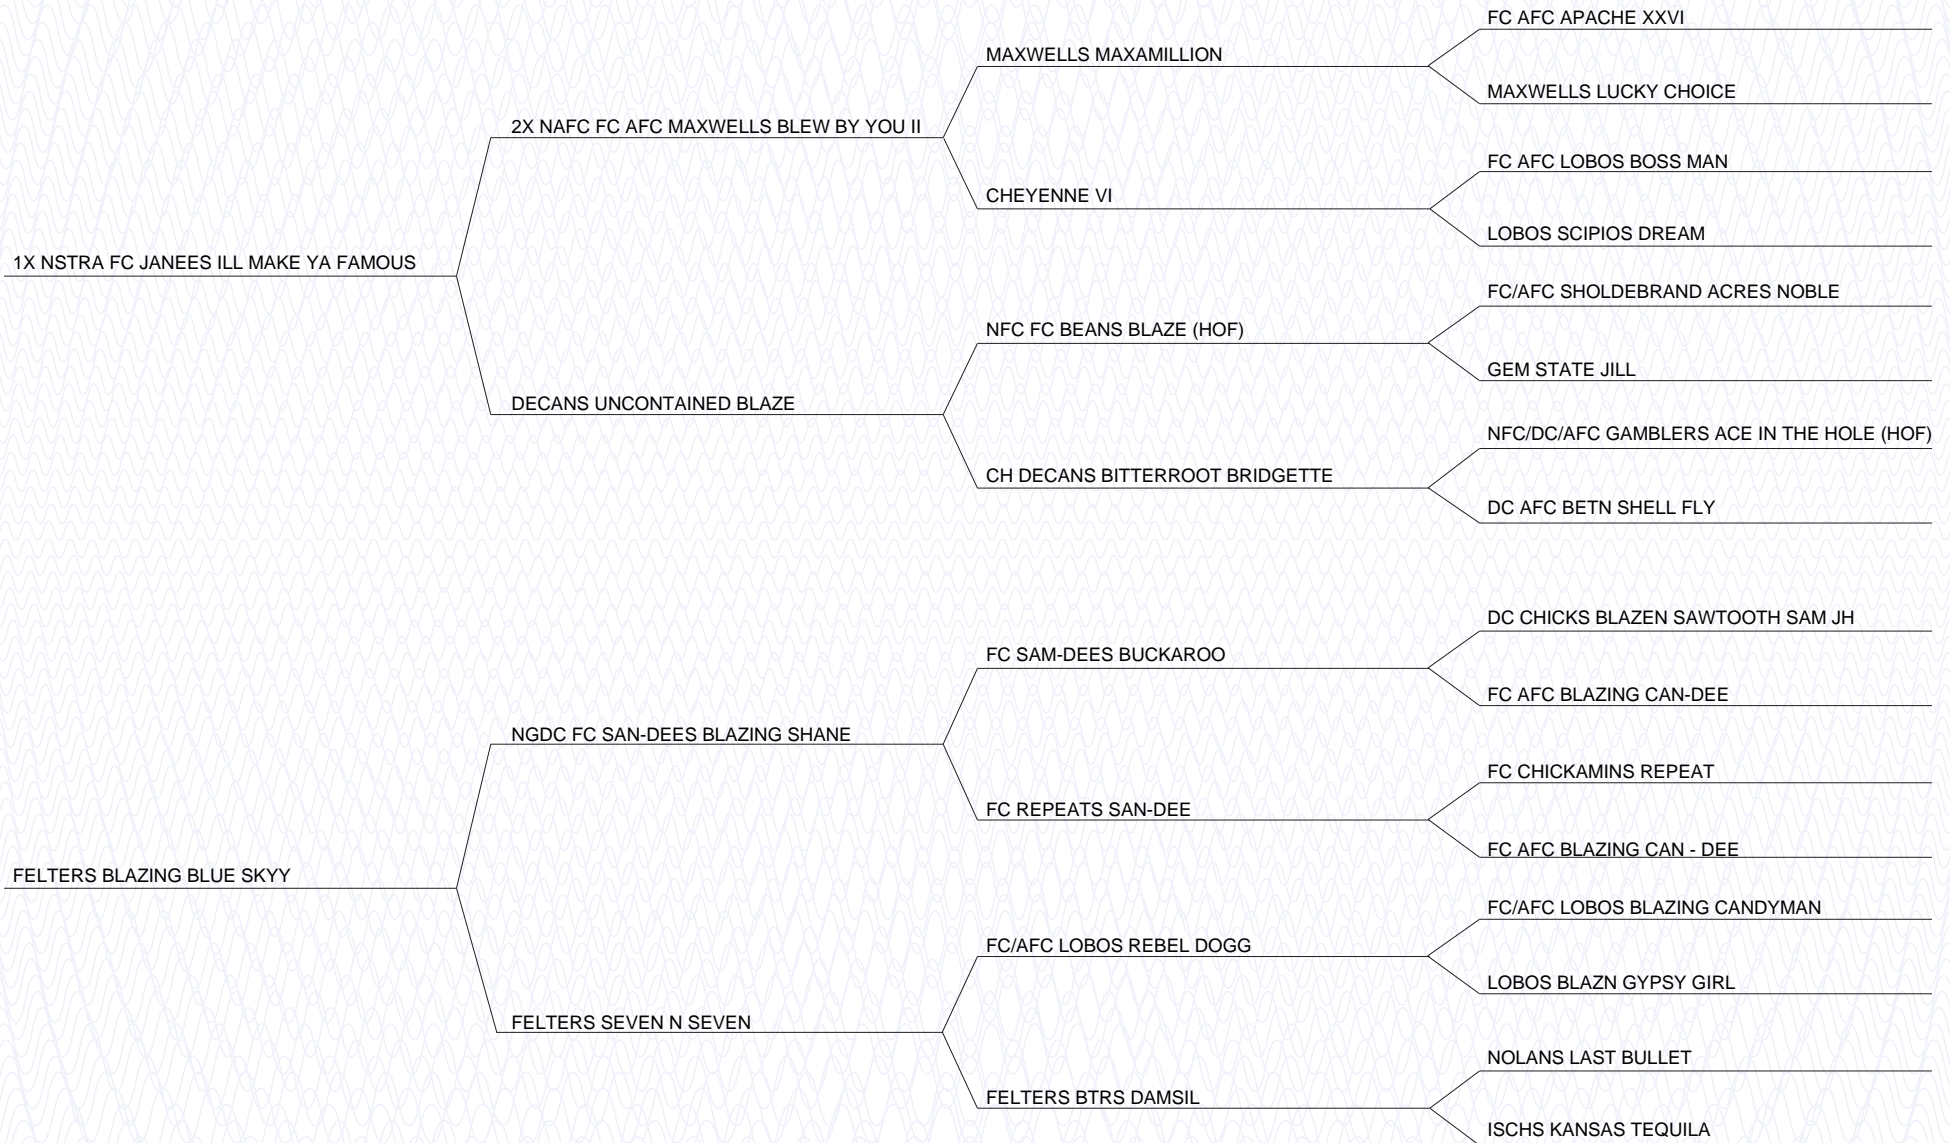 FC AFC APACHE XXVI
MAXWELLS MAXAMILLION
MAXWELLS LUCKY CHOICE
2X NAFC FC AFC MAXWELLS BLEW BY YOU II
FC AFC LOBOS BOSS MAN
CHEYENNE VI
LOBOS SCIPIOS DREAM
1X NSTRA FC JANEES ILL MAKE YA FAMOUS
FC/AFC SHOLDEBRAND ACRES NOBLE
NFC FC BEANS BLAZE (HOF)
GEM STATE JILL
DECANS UNCONTAINED BLAZE
NFC/DC/AFC GAMBLERS ACE IN THE HOLE (HOF)
CH DECANS BITTERROOT BRIDGETTE
DC AFC BETN SHELL FLY
DC CHICKS BLAZEN SAWTOOTH SAM JH
FC SAM-DEES BUCKAROO
FC AFC BLAZING CAN-DEE
NGDC FC SAN-DEES BLAZING SHANE
FC CHICKAMINS REPEAT
FC REPEATS SAN-DEE
FC AFC BLAZING CAN - DEE
FELTERS BLAZING BLUE SKYY
FC/AFC LOBOS BLAZING CANDYMAN
FC/AFC LOBOS REBEL DOGG
LOBOS BLAZN GYPSY GIRL
FELTERS SEVEN N SEVEN
NOLANS LAST BULLET
FELTERS BTRS DAMSIL
ISCHS KANSAS TEQUILA